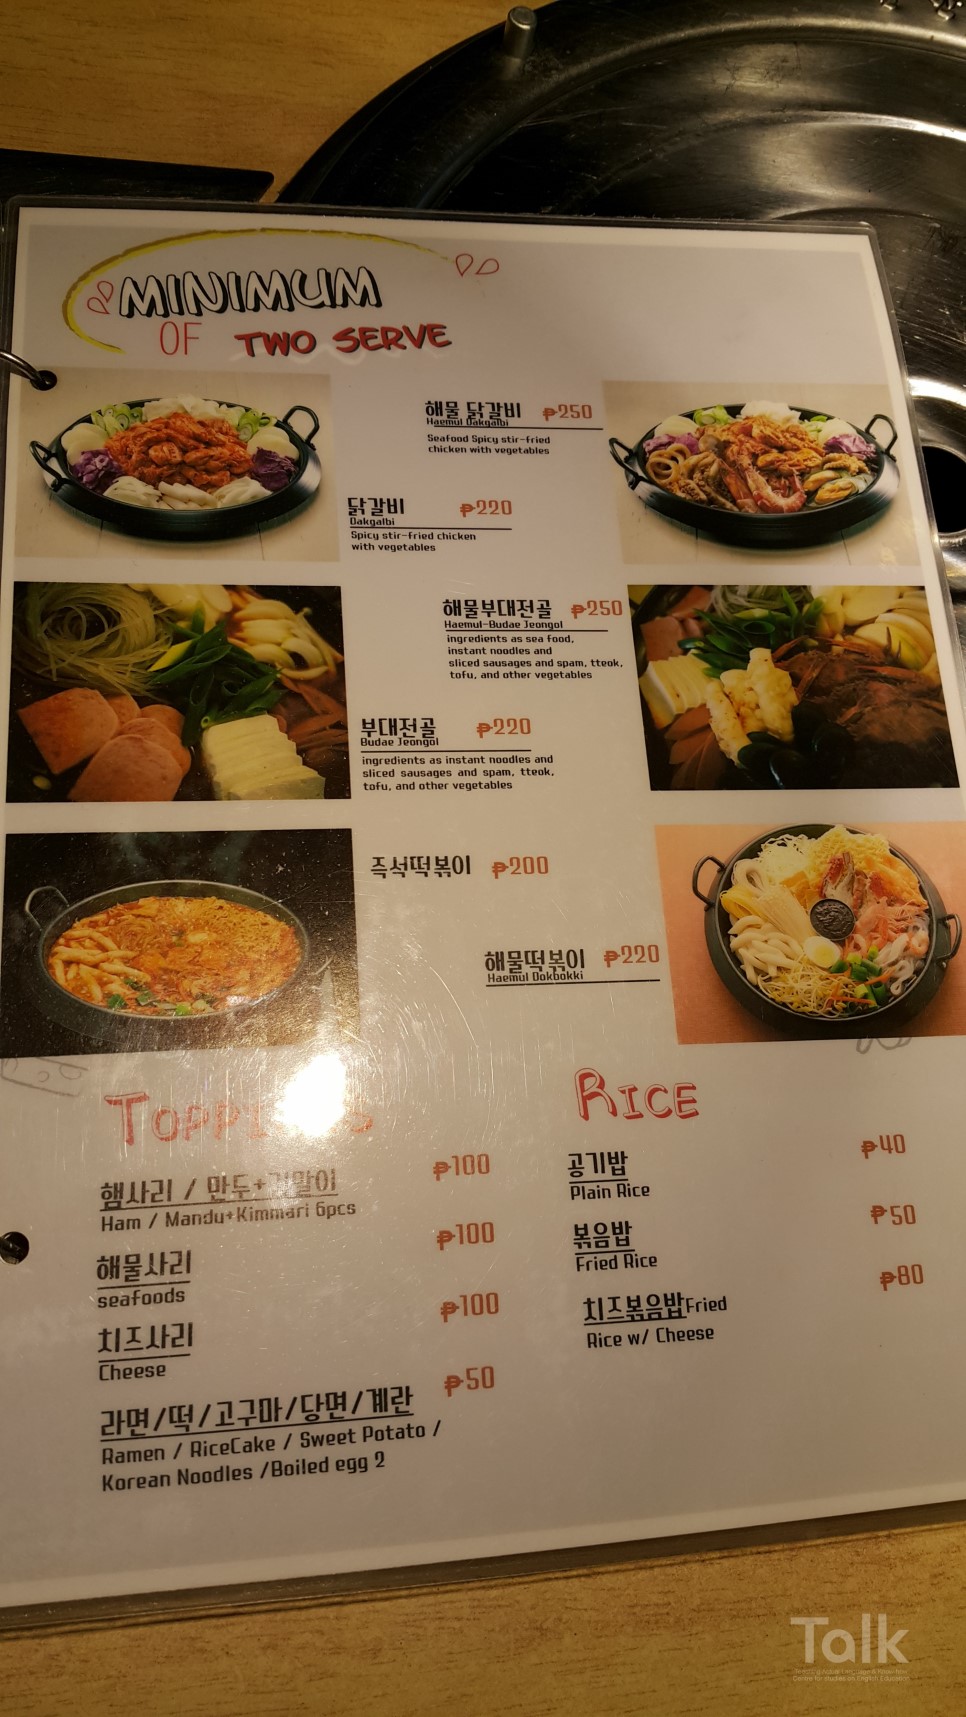 MINIMUM
OF TWO SERVE
해물 닭갈비 ₱250
Haemul Dakgalbi
Seafood Spicy stir-fried
chicken with vegetables
닭갈비 ₱220
Dakgalbi
Spicy stir-fried chicken
with vegetables
해물부대전골 ₱250
Haemul-Budae Jeongol
ingredients as sea food,
instant noodles and
sliced sausages and spam, tteok,
tofu, and other vegetables
부대전골 ₱220
Budae Jeongol
ingredients as instant noodles and
sliced sausages and spam, tteok,
tofu, and other vegetables
즉석떡볶이 ₱200
해물떡볶이 ₱220
Haemul Dokbokki
TOPPINGS
햄사리 / 만두+김말이 ₱100
Ham / Mandu+Kimmari 6pcs
해물사리 ₱100
seafoods
치즈사리 ₱100
Cheese
라면/떡/고구마/당면/계란 ₱50
Ramen / RiceCake / Sweet Potato /
Korean Noodles /Boiled egg 2
RICE
공기밥 ₱40
Plain Rice
볶음밥 ₱50
Fried Rice
치즈볶음밥Fried ₱80
Rice w/ Cheese
Talk